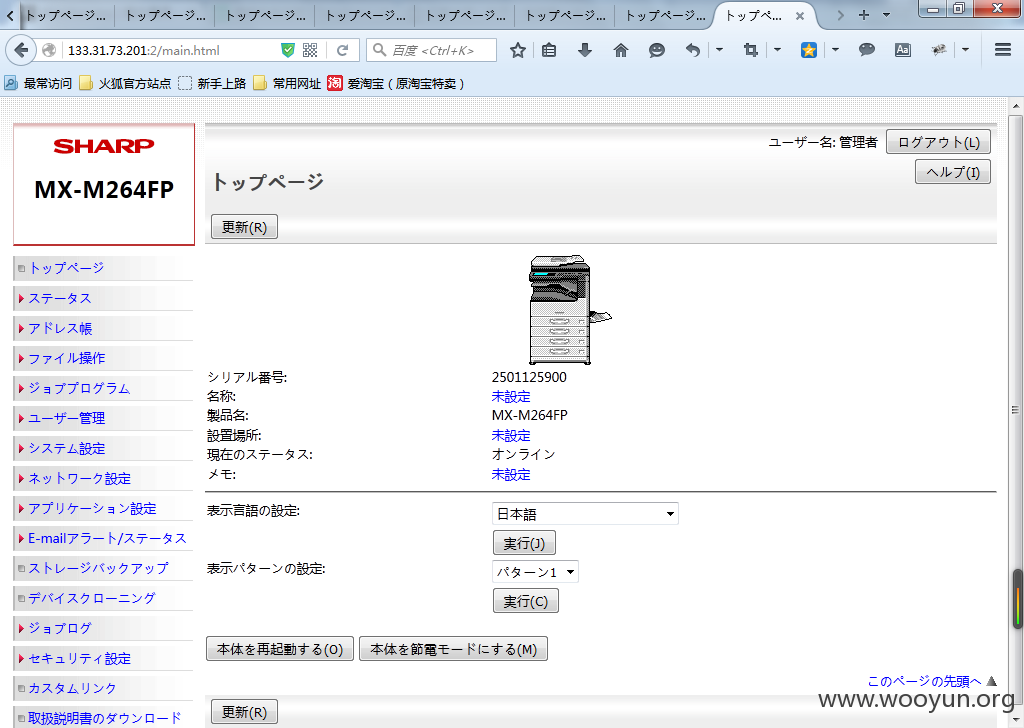 トップページ... トップページ... トップページ... トップページ... トップページ... トップページ... トップページ... トップペー...
133.31.73.201:2/main.html
百度 <Ctrl+K>
最常访问 火狐官方站点 新手上路 常用网址 淘 爱淘宝（原淘宝特卖）
SHARP
MX-M264FP
ユーザー名: 管理者 ログアウト(L)
ヘルプ(I)
トップページ
更新(R)
トップページ
ステータス
アドレス帳
ファイル操作
ジョブプログラム
ユーザー管理
システム設定
ネットワーク設定
アプリケーション設定
E-mailアラート/ステータス
ストレージバックアップ
デバイスクローニング
ジョブログ
セキュリティ設定
カスタムリンク
取扱説明書のダウンロード
シリアル番号: 2501125900
名称: 未設定
製品名: MX-M264FP
設置場所: 未設定
現在のステータス: オンライン
メモ: 未設定
表示言語の設定: 日本語
実行(J)
表示パターンの設定: パターン1
実行(C)
本体を再起動する(O) 本体を節電モードにする(M)
このページの先頭へ
更新(R)
www.wooyun.org